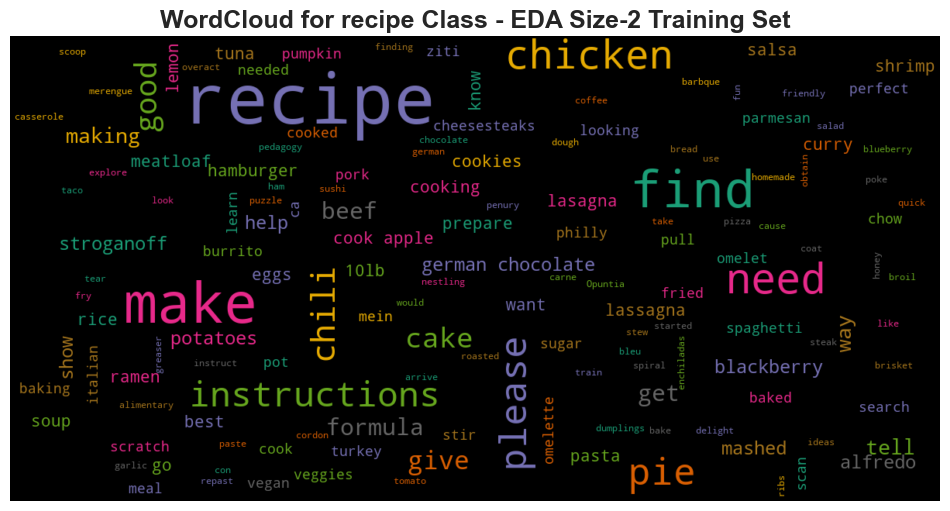 WordCloud for recipe Class - EDA Size-2 Training Set
scoop
overact
tuna
pumpkin
finding
ziti
chicken
salsa
lemon
needed
merengue
good
recipe
know
barbque
fun
friendly
shrimp
perfect
casserole
making
cooked
cheesesteaks
coffee
looking
parmesan
salad
meatloaf
pedagogy
chocolate
german
cookies
dough
bread
use
curry
blueberry
hamburger
explore
taco
look
learn
ham
puzzle
sushi
pork
cooking
penury
lasagna
find
homemade
obtain
poke
quick
stroganoff
help
ca
beef
prepare
philly
take
pizza
cause
chow
pull
burrito
cook apple
omelet
coat
honey
broil
tear
eggs
10lb
german chocolate
nestling
carne
Opuntia
fried
need
fry
make
chili
would
want
lassagna
like
rice
mein
started
spaghetti
way
steak
potatoes
cake
sugar
stew
bleu
show
italian
greaser
instruct
pot
roasted
please
train
spiral
enchiladas
blackberry
brisket
ramen
baking
alimentary
instructions
arrive
get
baked
search
soup
best
formula
omelette
dumplings
bake
delight
ideas
scratch
paste
cordon
stir
turkey
cook
pasta
mashed
tell
garlic
go
con
repast
veggies
vegan
tomato
give
pie
ribs
scan
alfredo
meal